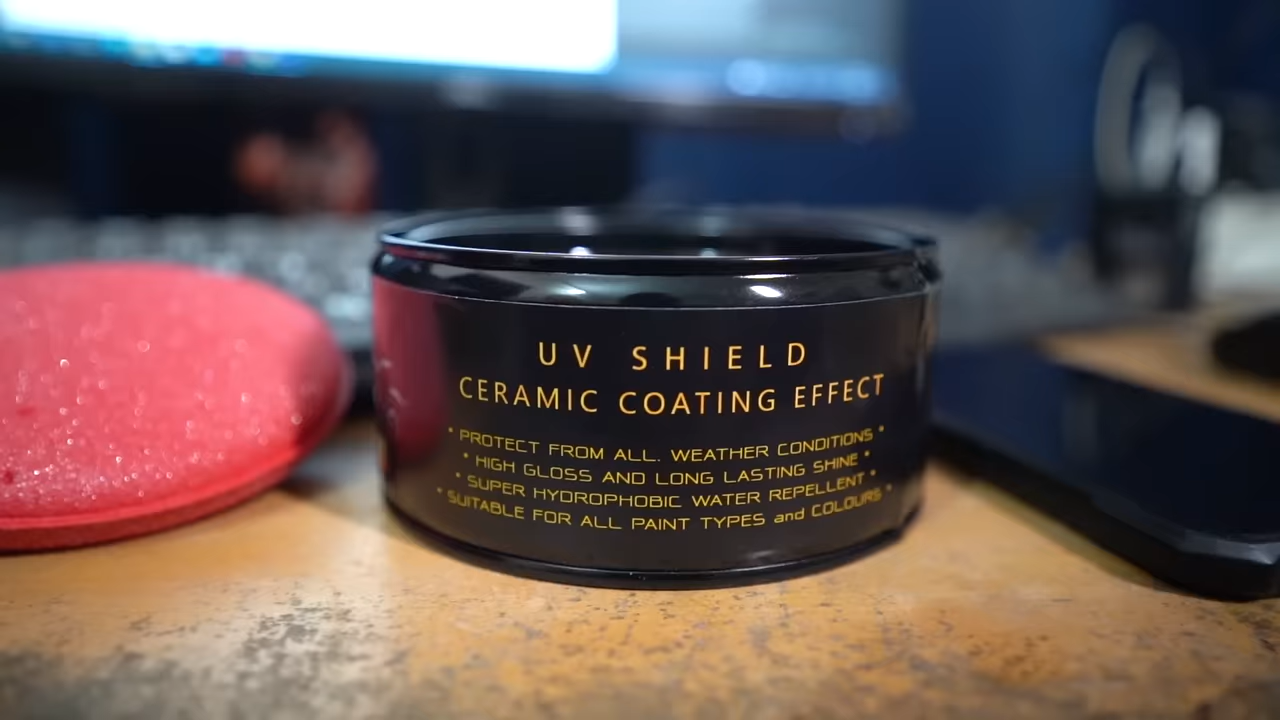 UV SHIELD
CERAMIC COATING EFFECT
* PROTECT FROM ALL. WEATHER CONDITIONS *
* HIGH GLOSS AND LONG LASTING SHINE *
* SUPER HYDROPHOBIC WATER REPELLENT *
* SUITABLE FOR ALL PAINT TYPES and COLOURS *